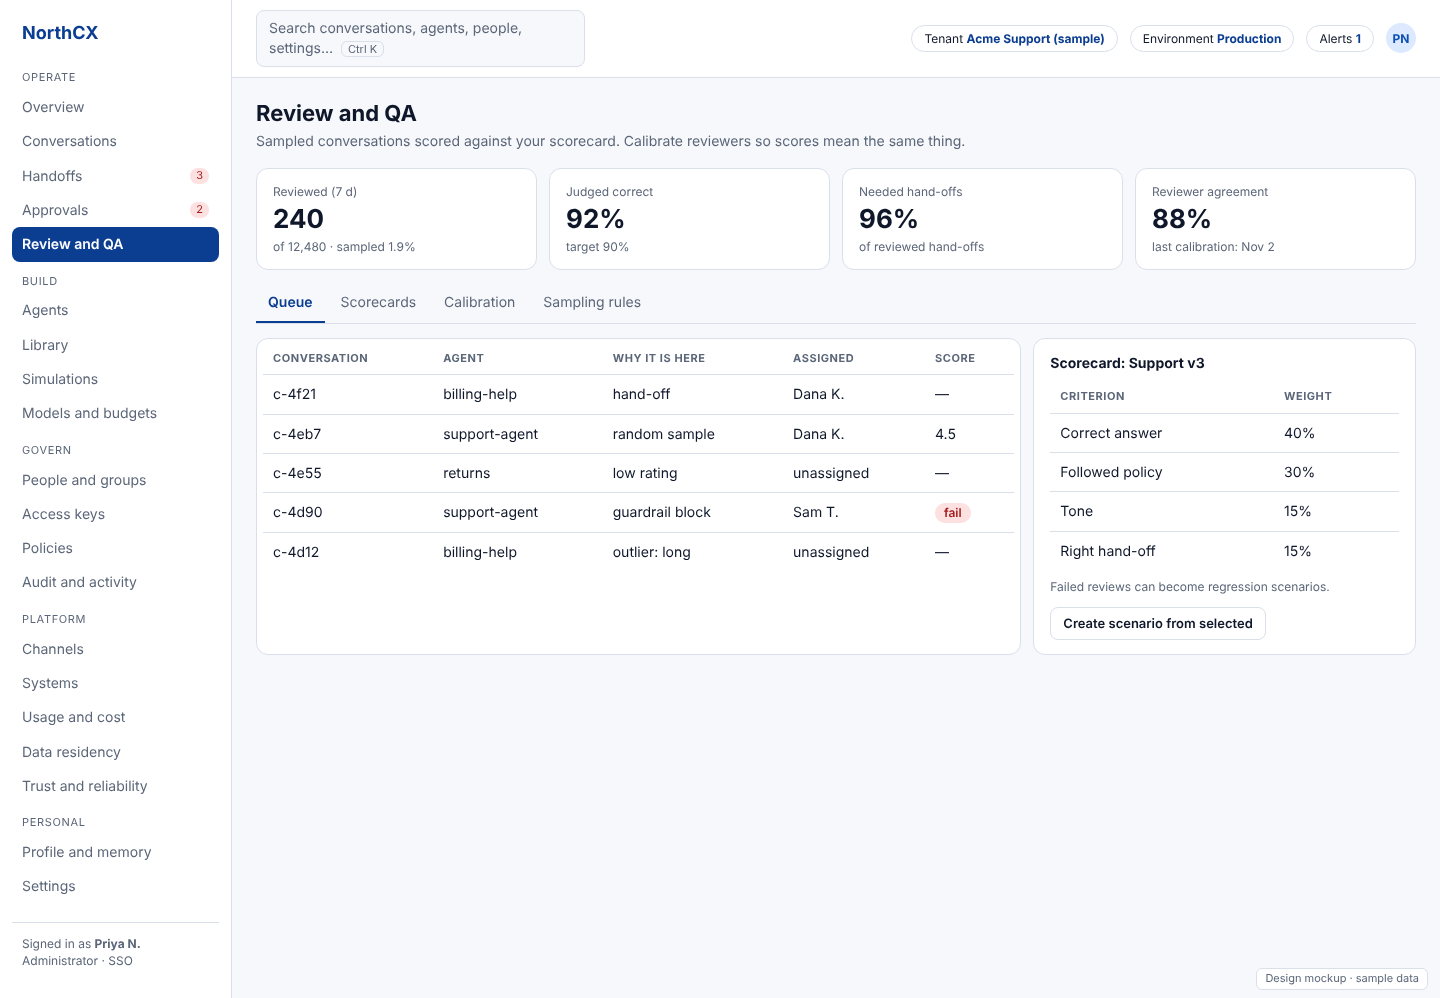 NorthCX
OPERATE
Overview
Conversations
Handoffs 3
Approvals 2
Review and QA
BUILD
Agents
Library
Simulations
Models and budgets
GOVERN
People and groups
Access keys
Policies
Audit and activity
PLATFORM
Channels
Systems
Usage and cost
Data residency
Trust and reliability
PERSONAL
Profile and memory
Settings
Signed in as Priya N.
Administrator · SSO
Search conversations, agents, people,
settings... Ctrl K
Tenant Acme Support (sample)
Environment Production
Alerts 1
PN
Review and QA
Sampled conversations scored against your scorecard. Calibrate reviewers so scores mean the same thing.
Reviewed (7 d)
240
of 12,480 · sampled 1.9%
Judged correct
92%
target 90%
Needed hand-offs
96%
of reviewed hand-offs
Reviewer agreement
88%
last calibration: Nov 2
Queue Scorecards Calibration Sampling rules
CONVERSATION AGENT WHY IT IS HERE ASSIGNED SCORE
c-4f21 billing-help hand-off Dana K. —
c-4eb7 support-agent random sample Dana K. 4.5
c-4e55 returns low rating unassigned —
c-4d90 support-agent guardrail block Sam T. fail
c-4d12 billing-help outlier: long unassigned —
Scorecard: Support v3
CRITERION WEIGHT
Correct answer 40%
Followed policy 30%
Tone 15%
Right hand-off 15%
Failed reviews can become regression scenarios.
Create scenario from selected
Design mockup · sample data